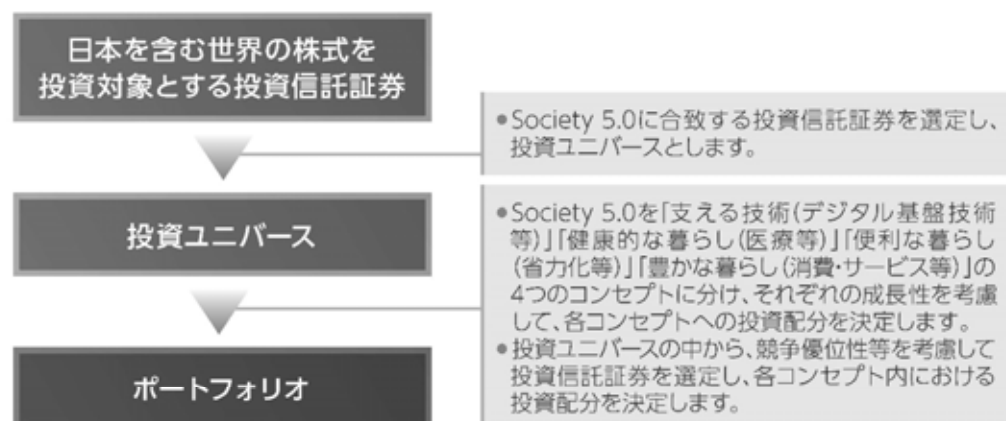 日本を含む世界の株式を
投資対象とする投資信託証券
●Society 5.0に合致する投資信託証券を選定し、
投資ユニバースとします。
投資ユニバース
●Society 5.0を「支える技術(デジタル基盤技術
等)」「健康的な暮らし(医療等)」「便利な暮らし
(省力化等)」「豊かな暮らし(消費・サービス等)」の
4つのコンセプトに分け、それぞれの成長性を考慮
して、各コンセプトへの投資配分を決定します。
●投資ユニバースの中から、競争優位性等を考慮して
投資信託証券を選定し、各コンセプト内における
投資配分を決定します。
ポートフォリオ